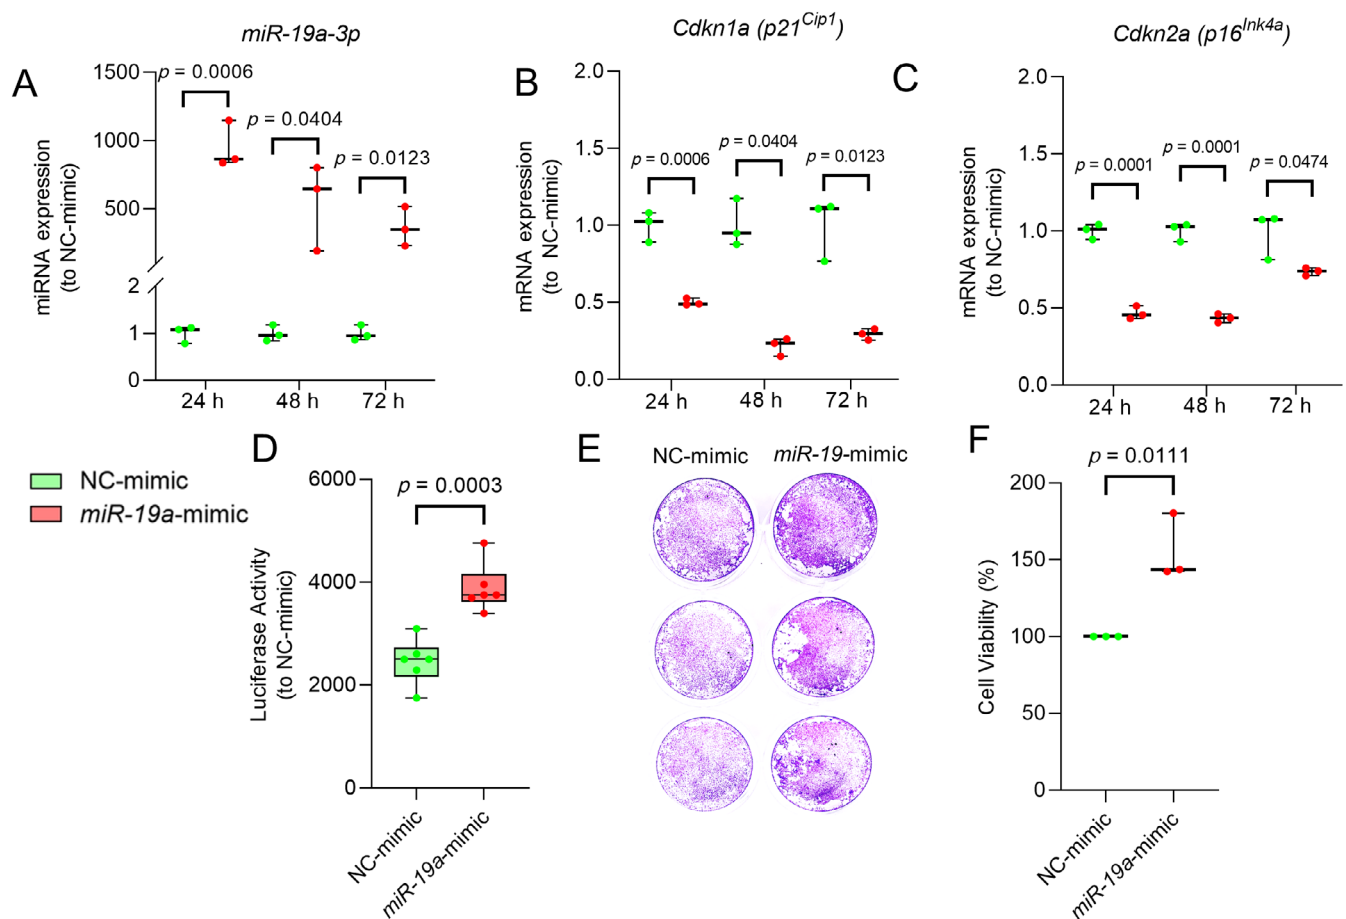 miR-19a-3p
A
1500
1000
500
2
1
0
miRNA expression
(to NC-mimic)
p = 0.0006
p = 0.0404
p = 0.0123
24 h
48 h
72 h
Cdkn1a (p21^Cip1)
B
2.0
1.5
1.0
0.5
0.0
mRNA expression
(to NC-mimic)
p = 0.0006
p = 0.0404
p = 0.0123
24 h
48 h
72 h
Cdkn2a (p16^Ink4a)
C
2.0
1.5
1.0
0.5
0.0
mRNA expression
(to NC-mimic)
p = 0.0001
p = 0.0001
p = 0.0474
24 h
48 h
72 h
NC-mimic
miR-19a-mimic
D
6000
4000
2000
0
Luciferase Activity
(to NC-mimic)
p = 0.0003
NC-mimic
miR-19a-mimic
E
NC-mimic
miR-19-mimic
F
p = 0.0111
200
150
100
50
0
Cell Viability (%)
NC-mimic
miR-19a-mimic